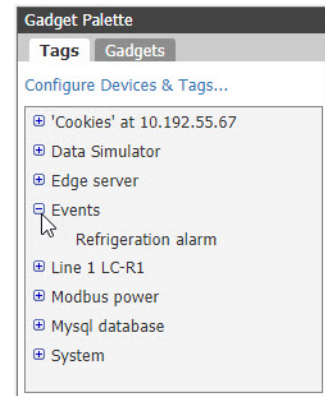 Gadget Palette
Tags Gadgets
Configure Devices & Tags...
'Cookies' at 10.192.55.67
Data Simulator
Edge server
Events
Refrigeration alarm
Line 1 LC-R1
Modbus power
Mysql database
System